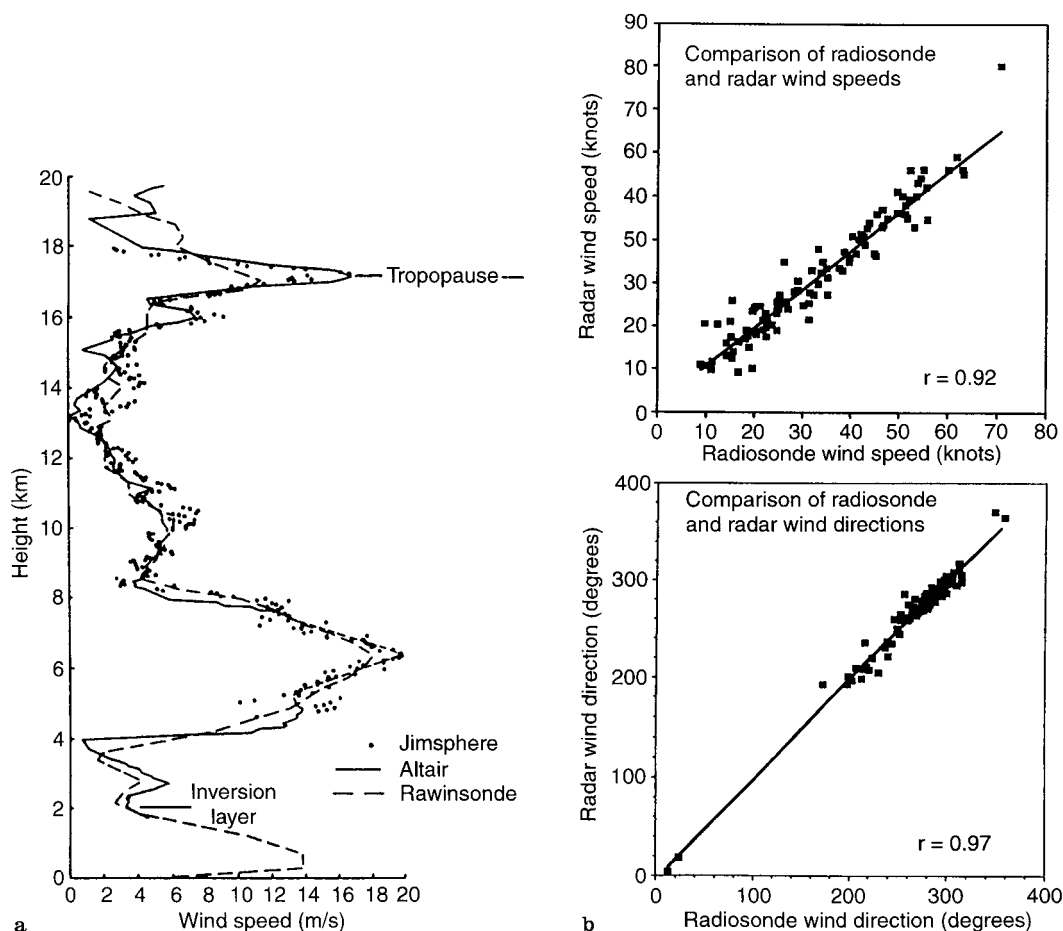 20
18
16
14
12
10
8
6
4
2
0
Height (km)
Tropopause
Jimsphere
Altair
Rawinsonde
Inversion
layer
0 2 4 6 8 10 12 14 16 18 20
Wind speed (m/s)
a
90
80
70
60
40
50
30
20
10
0
Radar wind speed (knots)
Comparison of radiosonde
and radar wind speeds
r = 0.92
0 10 20 30 40 50 60 70 80
Radiosonde wind speed (knots)
400
300
200
100
0
Radar wind direction (degrees)
Comparison of radiosonde
and radar wind directions
r = 0.97
0 100 200 300 400
Radiosonde wind direction (degrees)
b